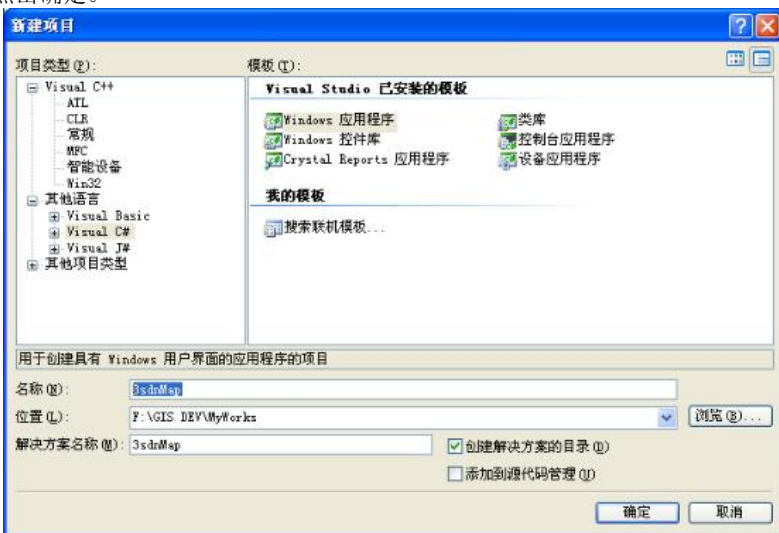 点击确定。
新建项目
项目类型(P):
模板(T):
Visual C++
ATL
CLR
常规
MFC
智能设备
Win32
其他语言
Visual Basic
Visual C#
Visual J#
其他项目类型
Visual Studio 已安装的模板
Windows 应用程序
类库
Windows 控件库
控制台应用程序
Crystal Reports 应用程序
设备应用程序
我的模板
搜索联机模板...
用于创建具有 Windows 用户界面的应用程序的项目
名称(N):
3sdnMap
位置(L):
F:\GIS DEV\MyWorks
浏览(B)...
解决方案名称(M):
3sdnMap
创建解决方案的目录(D)
添加到源代码管理(U)
确定
取消